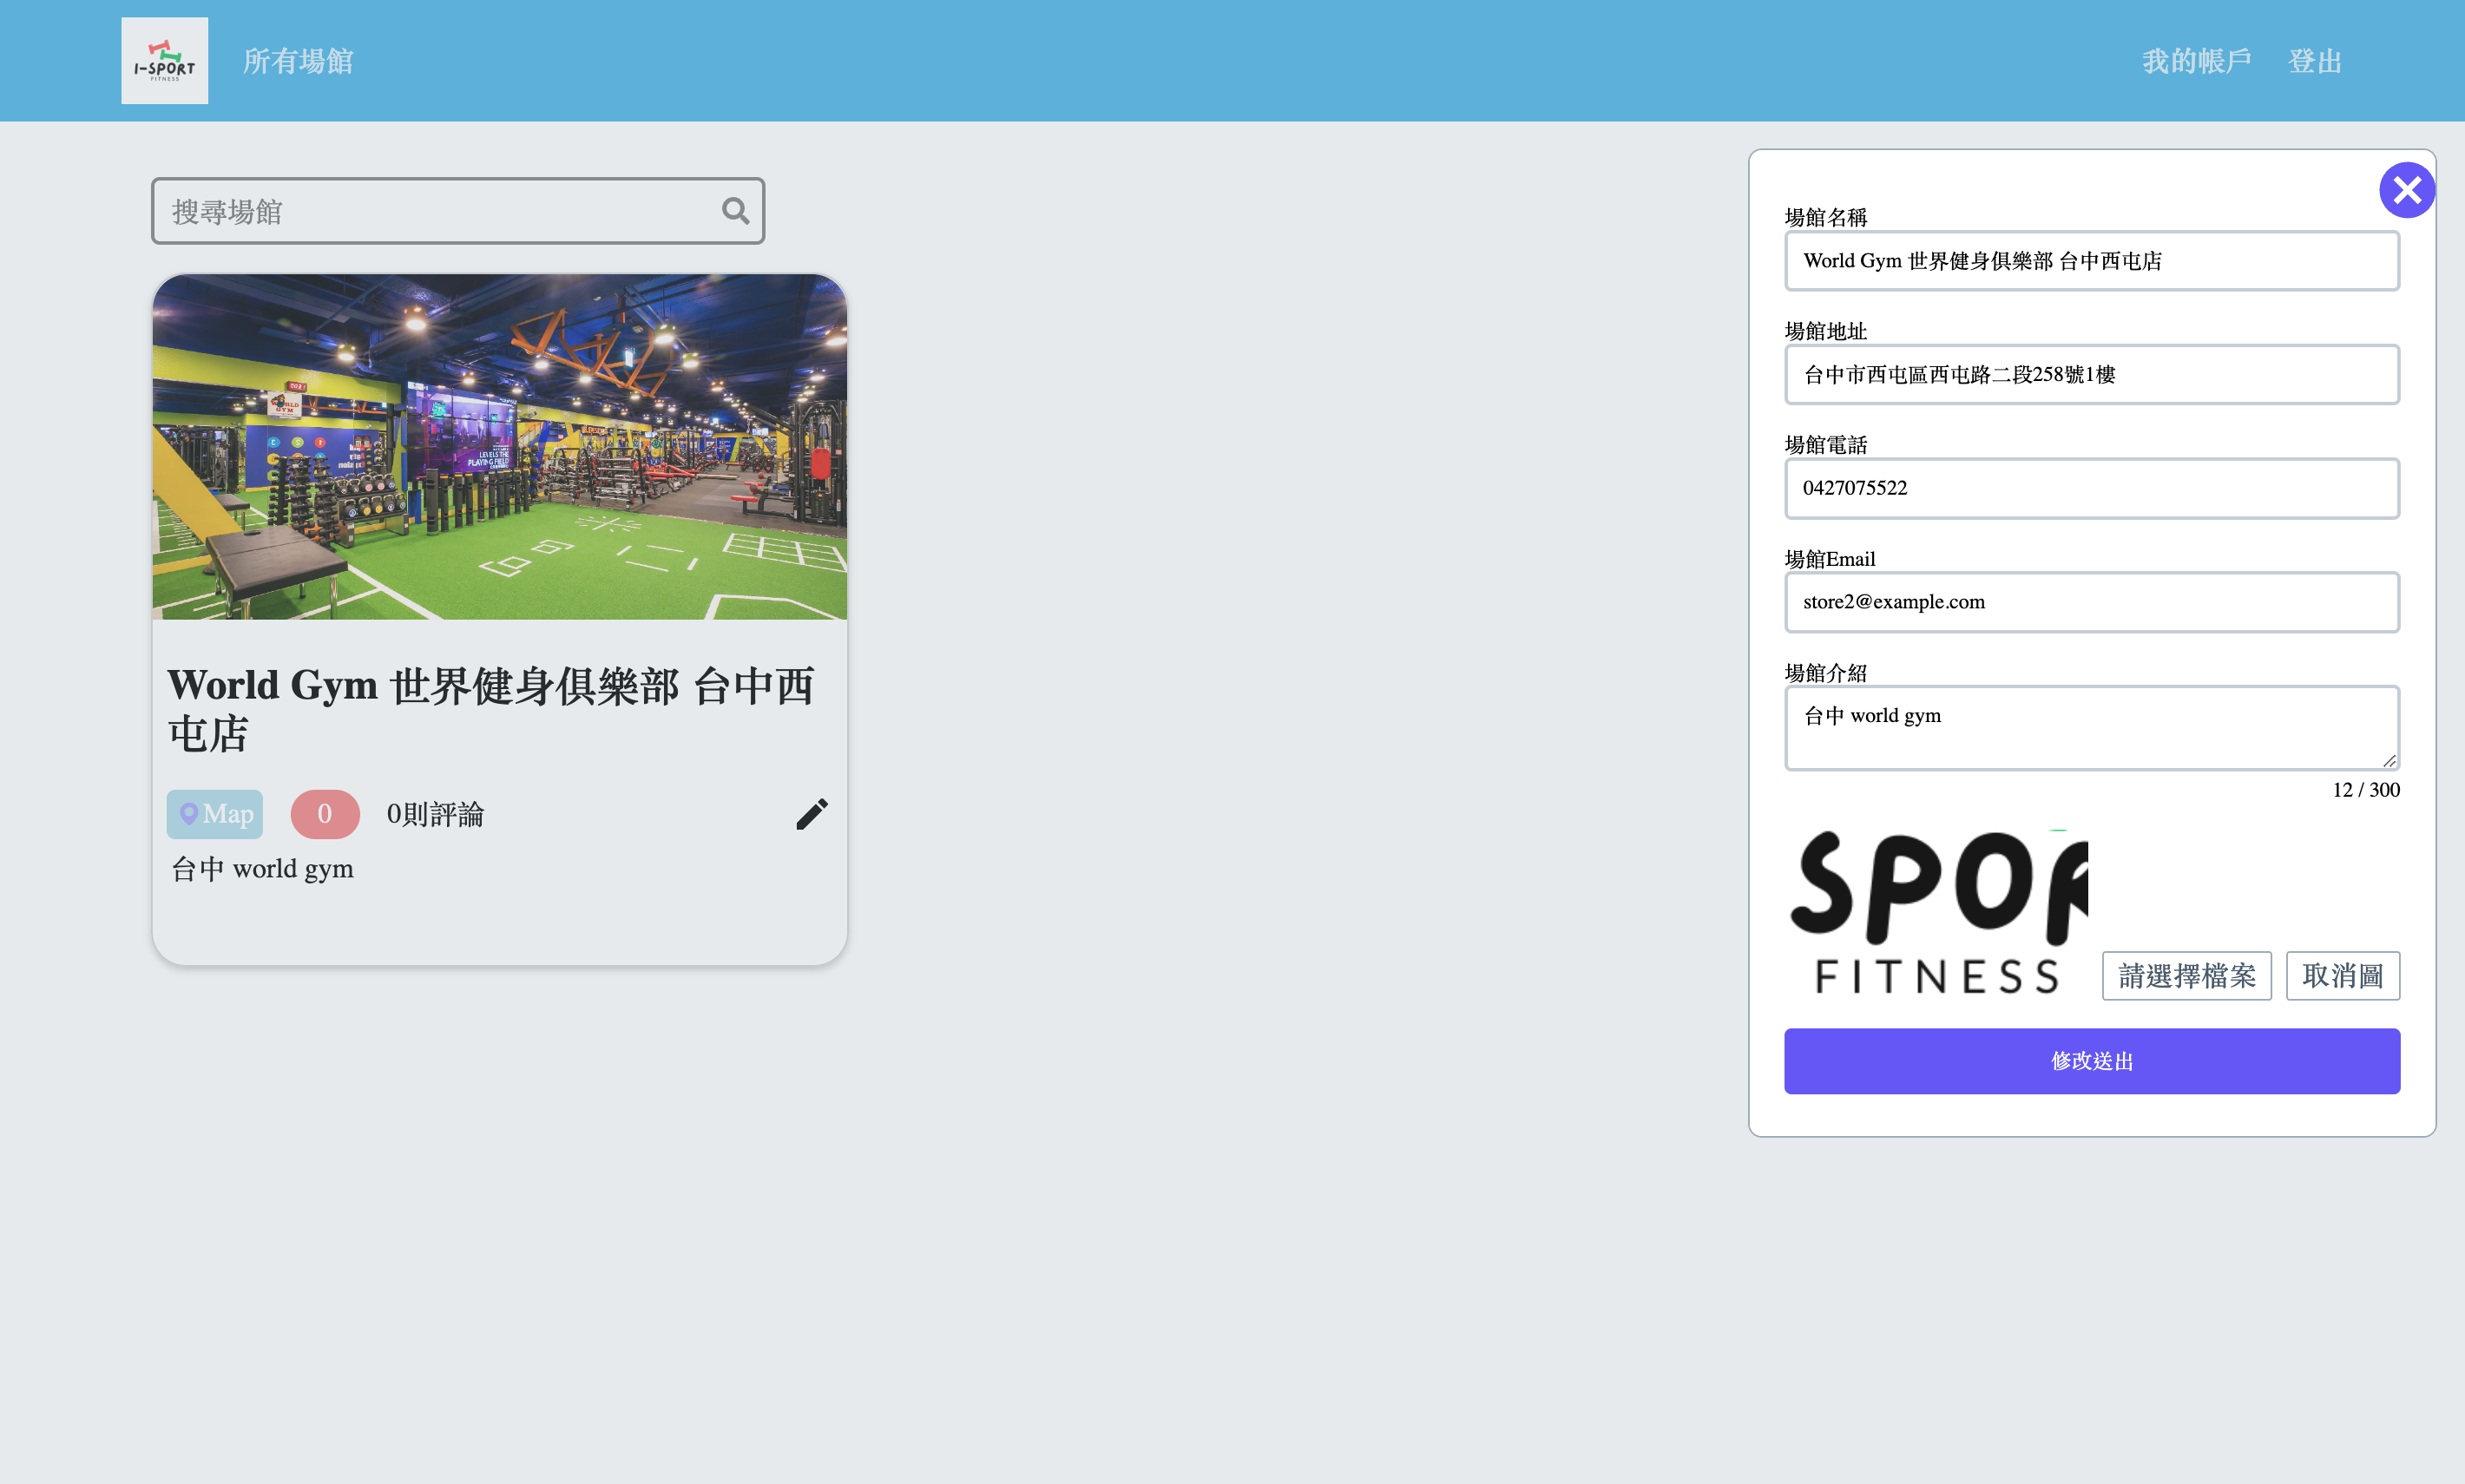 I-SPORT
FITNESS
所有場館
我的帳戶
登出
搜尋場館
WORLD
GYM
LEVELS THE
PLAYING FIELD
World Gym 世界健身俱樂部 台中西
屯店
Map
0
0則評論
台中 world gym
場館名稱
World Gym 世界健身俱樂部 台中西屯店
場館地址
台中市西屯區西屯路二段258號1樓
場館電話
0427075522
場館Email
store2@example.com
場館介紹
台中 world gym
12 / 300
SPOR
FITNESS
請選擇檔案
取消圖
修改送出